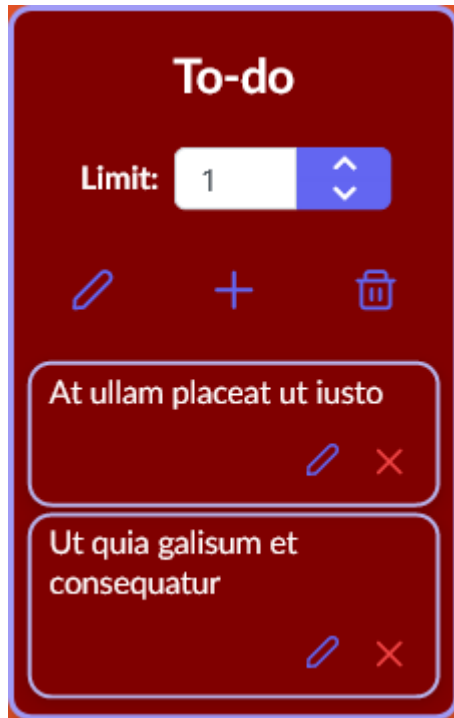 To-do
Limit: 1
At ullam placeat ut iusto
Ut quia galisum et
consequatur